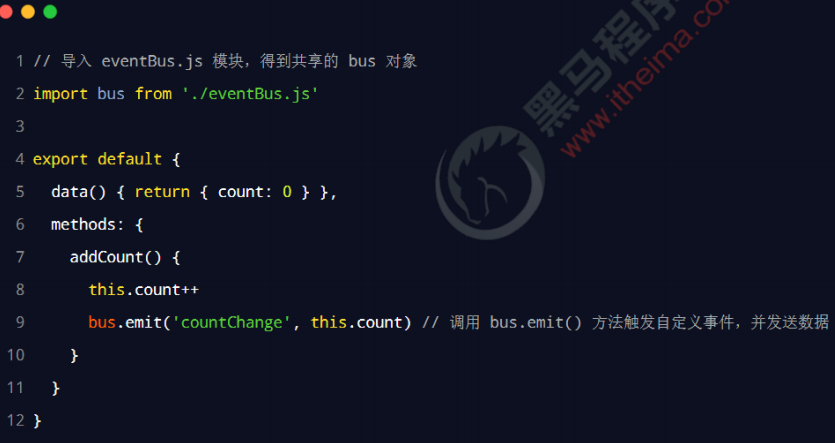 1 // 导入 eventBus.js 模块，得到共享的 bus 对象
2 import bus from './eventBus.js'
3
4 export default {
5 data() { return { count: 0 } },
6 methods: {
7 addCount() {
8 this.count++
9 bus.emit('countChange', this.count) // 调用 bus.emit() 方法触发自定义事件，并发送数据
10 }
11 }
12 }
黑马程序
www.itheima.co